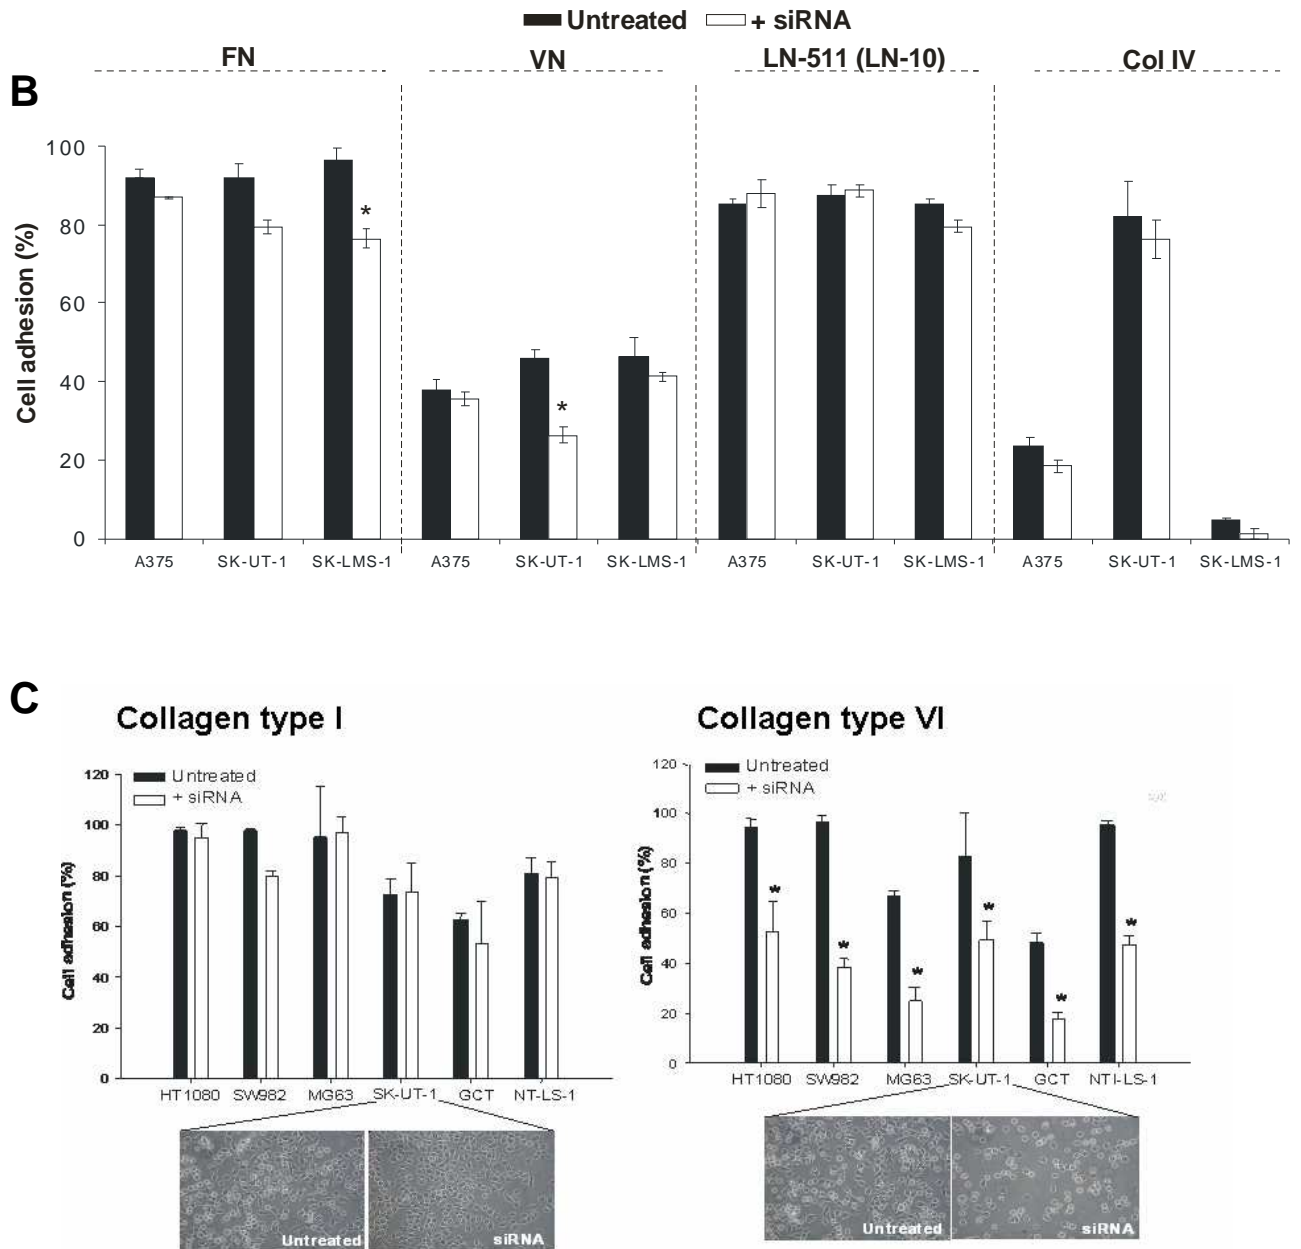 Untreated + siRNA
FN VN LN-511 (LN-10) Col IV
B
Cell adhesion (%)
100
80
60
40
20
0
* *
A375 SK-UT-1 SK-LMS-1 A375 SK-UT-1 SK-LMS-1 A375 SK-UT-1 SK-LMS-1 A375 SK-UT-1 SK-LMS-1
C
Collagen type I
Untreated
+ siRNA
Cell adhesion (%)
120
100
80
60
40
20
0
HT1080 SW982 MG63 SK-UT-1 GCT NT-LS-1
Untreated siRNA
Collagen type VI
Untreated
+ siRNA
Cell adhesion (%)
120
100
80
60
40
20
0
* * * * * *
HT1080 SW982 MG63 SK-UT-1 GCT NTI-LS-1
Untreated siRNA